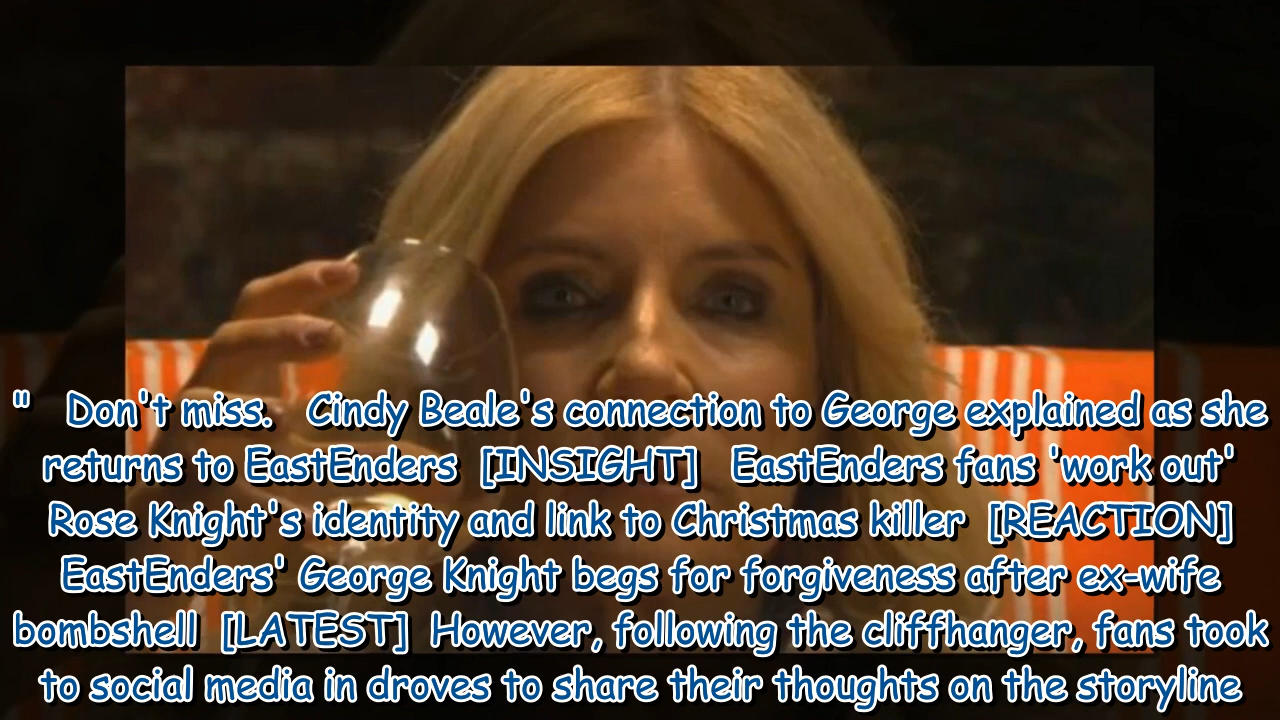 " Don't miss. Cindy Beale's connection to George explained as she
returns to EastEnders [INSIGHT] EastEnders fans 'work out'
Rose Knight's identity and link to Christmas killer [REACTION]
EastEnders' George Knight begs for forgiveness after ex-wife
bombshell [LATEST] However, following the cliffhanger, fans took
to social media in droves to share their thoughts on the storyline